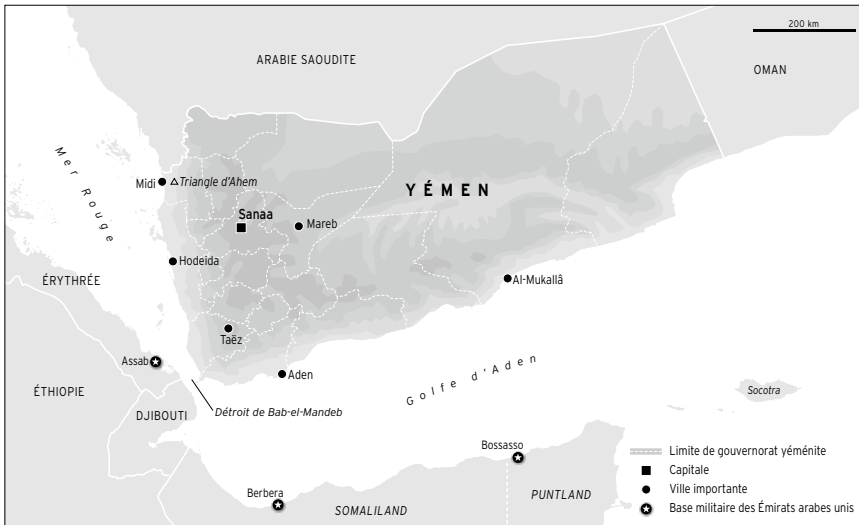 200 km
ARABIE SAOUDITE
OMAN
Mer Rouge
Midi
Triangle d'Ahem
YÉMEN
Sanaa
Mareb
Hodeïda
ÉRYTHRÉE
Al-Mukallâ
Taëz
Assab
Aden
Golfe d'Aden
ÉTHIOPIE
Socotra
DJIBOUTI
Détroit de Bab-el-Mandeb
Bossasso
Limite de gouvernorat yéménite
Capitale
Berbera
Ville importante
PUNTLAND
SOMALILAND
Base militaire des Émirats arabes unis